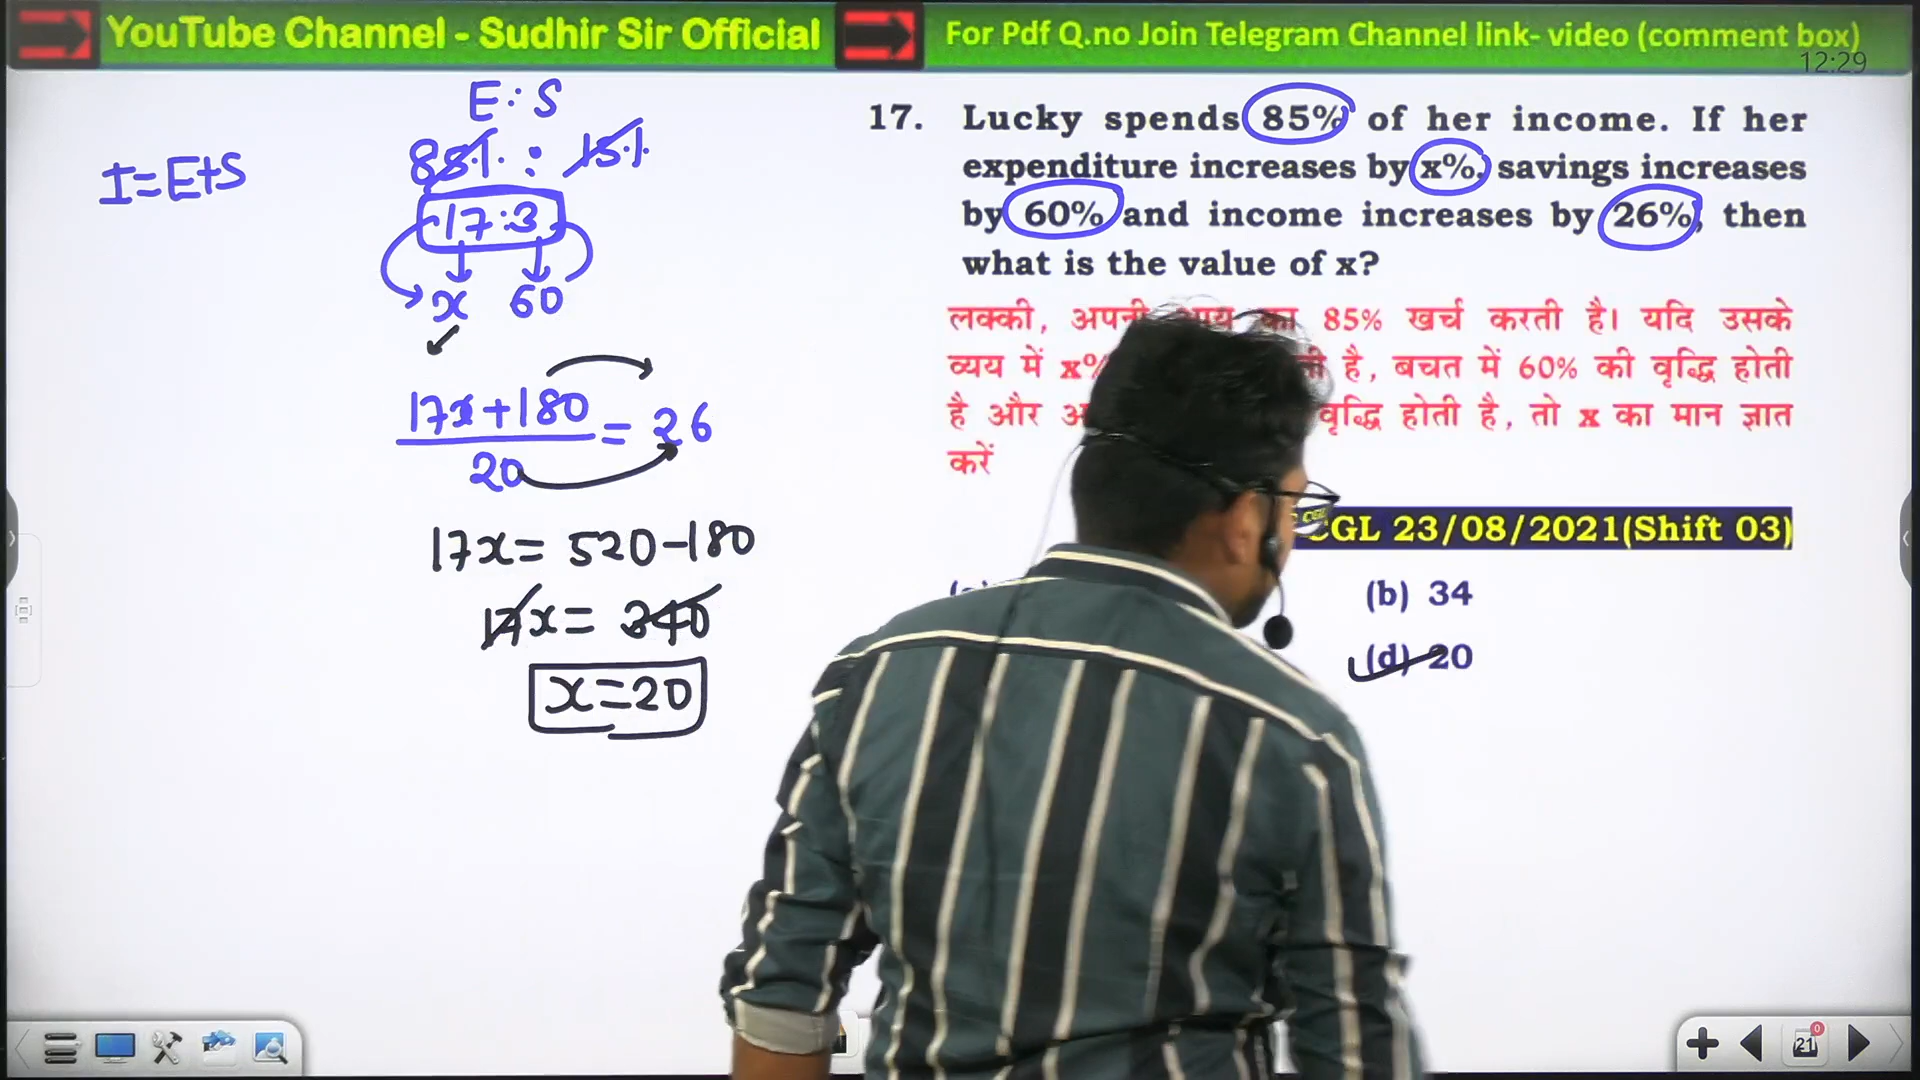 YouTube Channel - Sudhir Sir Official
For Pdf Q.no Join Telegram Channel link- video (comment box)
12:29
E : S
85% : 15%
I=E+S
17:3
x 60
17x+180
20
= 26
17x = 520-180
17x = 340
x=20
17. Lucky spends 85% of her income. If her
expenditure increases by x%. savings increases
by 60% and income increases by 26%, then
what is the value of x?
लक्की, अपनी आय का 85% खर्च करती है। यदि उसके
व्यय में x% है, बचत में 60% की वृद्धि होती
है और वृद्धि होती है, तो x का मान ज्ञात
करें
CGL 23/08/2021(Shift 03)
(b) 34
(d) 20
21
0